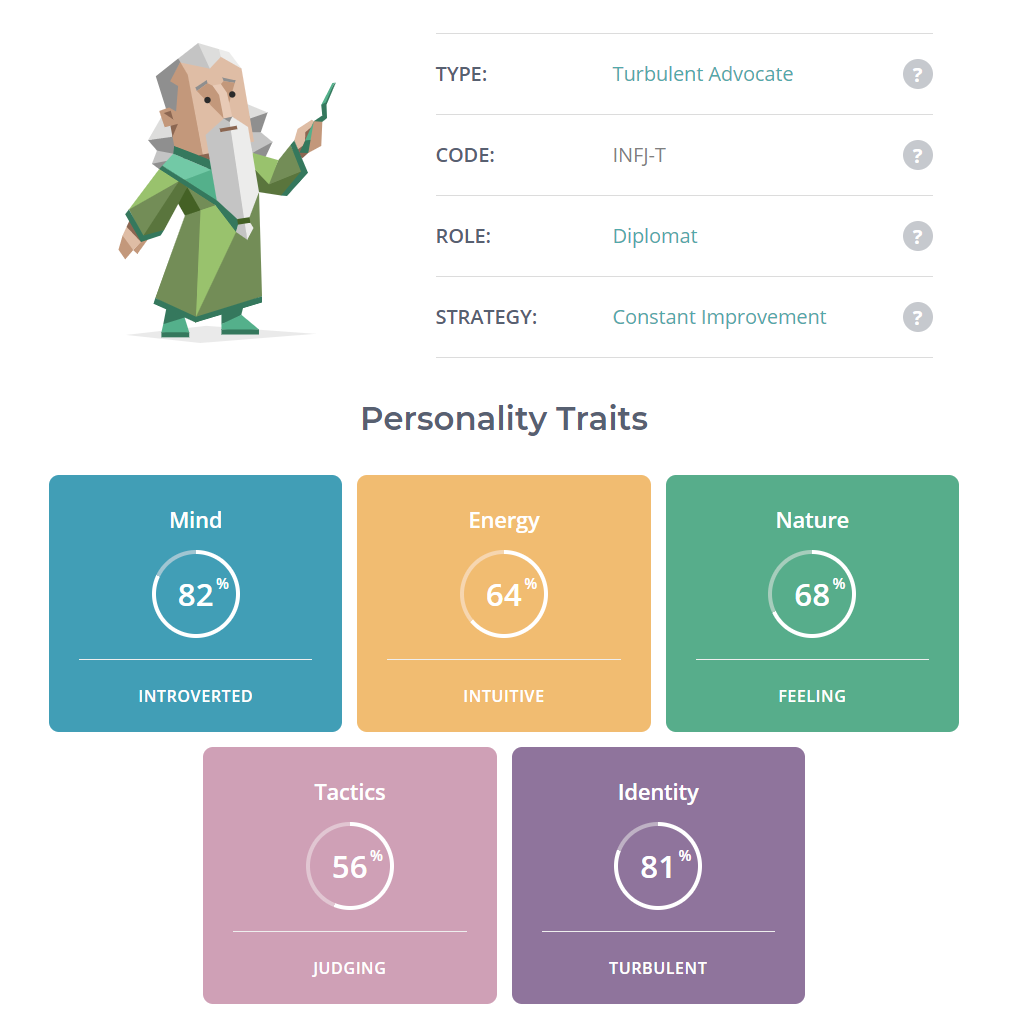 TYPE: Turbulent Advocate ?
CODE: INFJ-T ?
ROLE: Diplomat ?
STRATEGY: Constant Improvement ?
Personality Traits
Mind
82%
INTROVERTED
Energy
64%
INTUITIVE
Nature
68%
FEELING
Tactics
56%
JUDGING
Identity
81%
TURBULENT